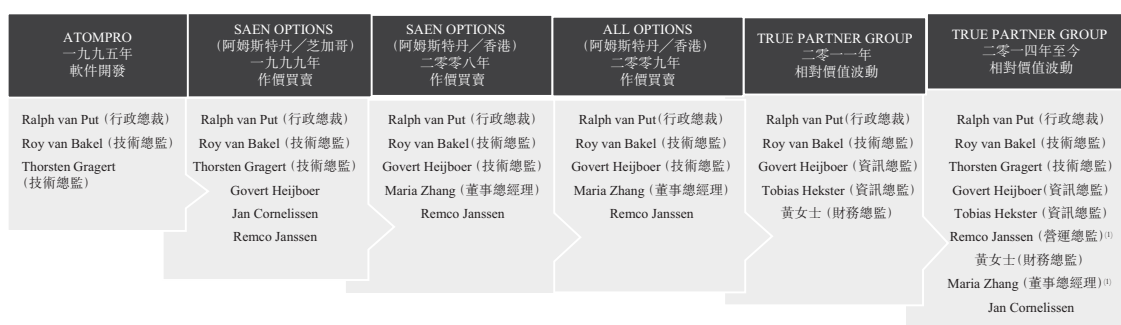 ATOMPRO
一九九五年
軟件開發
Ralph van Put (行政總裁)
Roy van Bakel (技術總監)
Thorsten Gragert
(技術總監)
SAEN OPTIONS
(阿姆斯特丹／芝加哥)
一九九九年
作價買賣
Ralph van Put (行政總裁)
Roy van Bakel (技術總監)
Thorsten Gragert (技術總監)
Govert Heijboer
Jan Cornelissen
Remco Janssen
SAEN OPTIONS
(阿姆斯特丹／香港)
二零零八年
作價買賣
Ralph van Put (行政總裁)
Roy van Bakel(技術總監)
Govert Heijboer (技術總監)
Maria Zhang (董事總經理)
Remco Janssen
ALL OPTIONS
(阿姆斯特丹／香港)
二零零九年
作價買賣
Ralph van Put(行政總裁)
Roy van Bakel (技術總監)
Govert Heijboer (技術總監)
Maria Zhang (董事總經理)
Remco Janssen
TRUE PARTNER GROUP
二零一一年
相對價值波動
Ralph van Put(行政總裁)
Roy van Bakel (技術總監)
Govert Heijboer (資訊總監)
Tobias Hekster (資訊總監)
黃女士 (財務總監)
TRUE PARTNER GROUP
二零一四年至今
相對價值波動
Ralph van Put (行政總裁)
Roy van Bakel (技術總監)
Thorsten Gragert (技術總監)
Govert Heijboer(資訊總監)
Tobias Hekster (資訊總監)
Remco Janssen (營運總監)(1)
黃女士(財務總監)
Maria Zhang (董事總經理)(1)
Jan Cornelissen